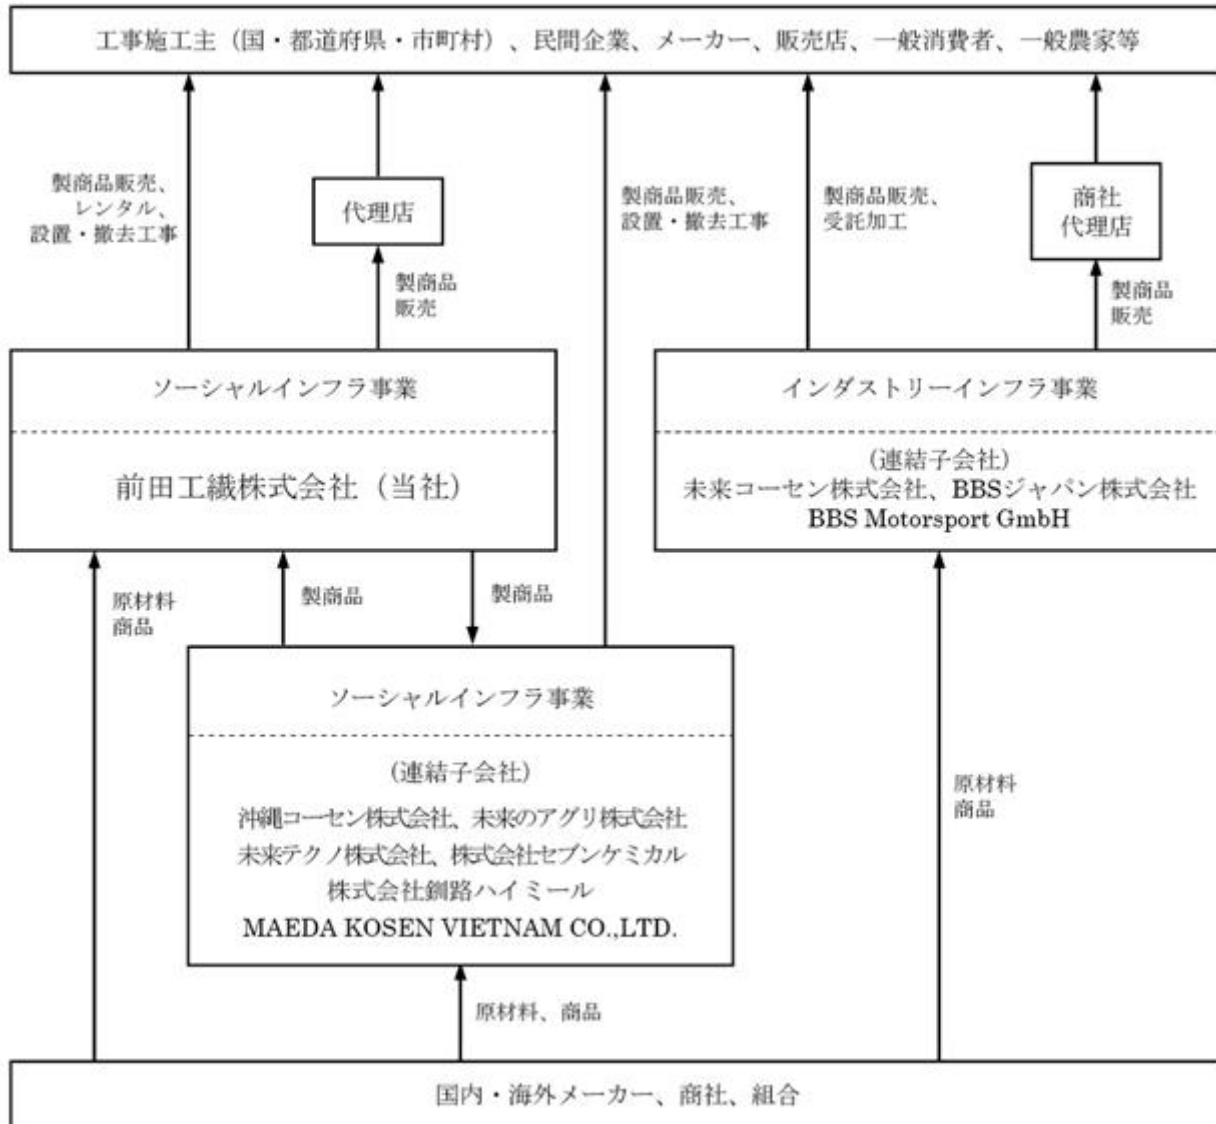 工事施工主（国・都道府県・市町村）、民間企業、メーカー、販売店、一般消費者、一般農家等
製商品販売、
レンタル、
設置・撤去工事
代理店
製商品
販売
製商品販売、
設置・撤去工事
製商品販売、
受託加工
商社
代理店
製商品
販売
ソーシャルインフラ事業
前田工繊株式会社（当社）
インダストリーインフラ事業
（連結子会社）
未来コーセン株式会社、BBSジャパン株式会社
BBS Motorsport GmbH
原材料
商品
製商品
製商品
ソーシャルインフラ事業
（連結子会社）
沖縄コーセン株式会社、未来のアグリ株式会社
未来テクノ株式会社、株式会社セブンケミカル
株式会社釧路ハイミール
MAEDA KOSEN VIETNAM CO.,LTD.
原材料
商品
原材料、商品
国内・海外メーカー、商社、組合